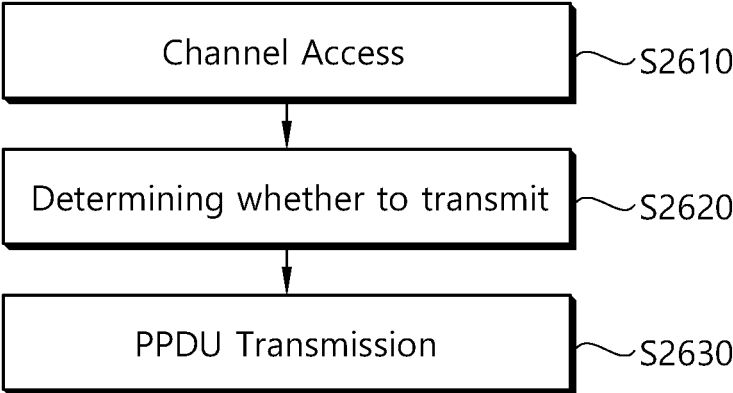 Channel Access
S2610
Determining whether to transmit
S2620
PPDU Transmission
S2630